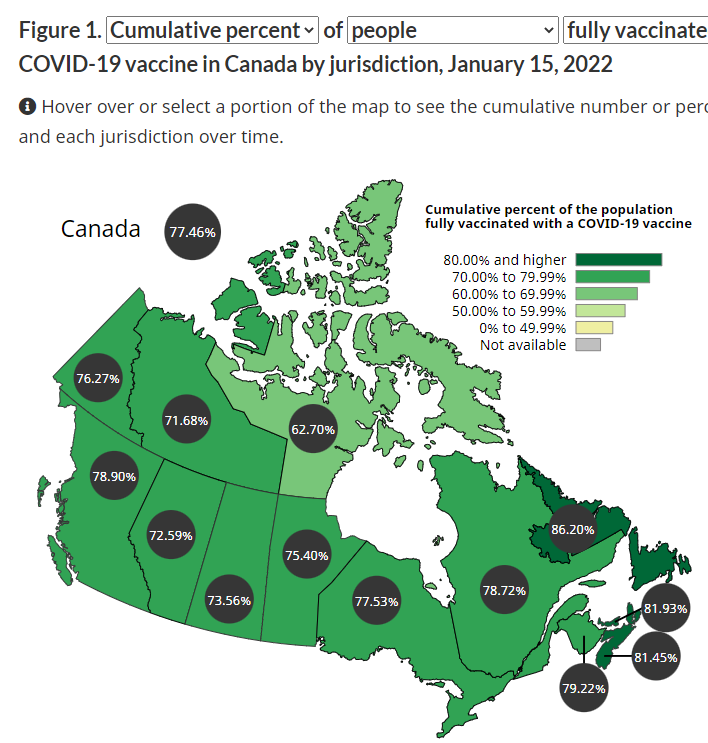 Figure 1. Cumulative percent of people fully vaccinate
COVID-19 vaccine in Canada by jurisdiction, January 15, 2022
Hover over or select a portion of the map to see the cumulative number or perc
and each jurisdiction over time.
Canada 77.46%
Cumulative percent of the population
fully vaccinated with a COVID-19 vaccine
80.00% and higher
70.00% to 79.99%
60.00% to 69.99%
50.00% to 59.99%
0% to 49.99%
Not available
76.27%
71.68%
62.70%
78.90%
72.59%
73.56%
75.40%
77.53%
78.72%
86.20%
81.93%
81.45%
79.22%